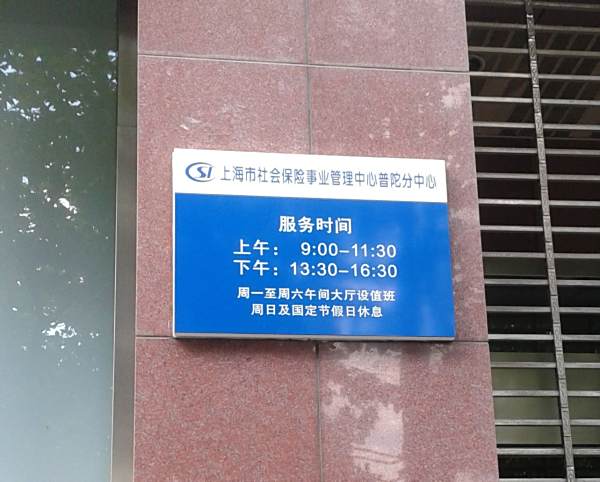 SI 上海市社会保险事业管理中心普陀分中心
服务时间
上午： 9:00-11:30
下午：13:30-16:30
周一至周六午间大厅设值班
周日及国定节假日休息